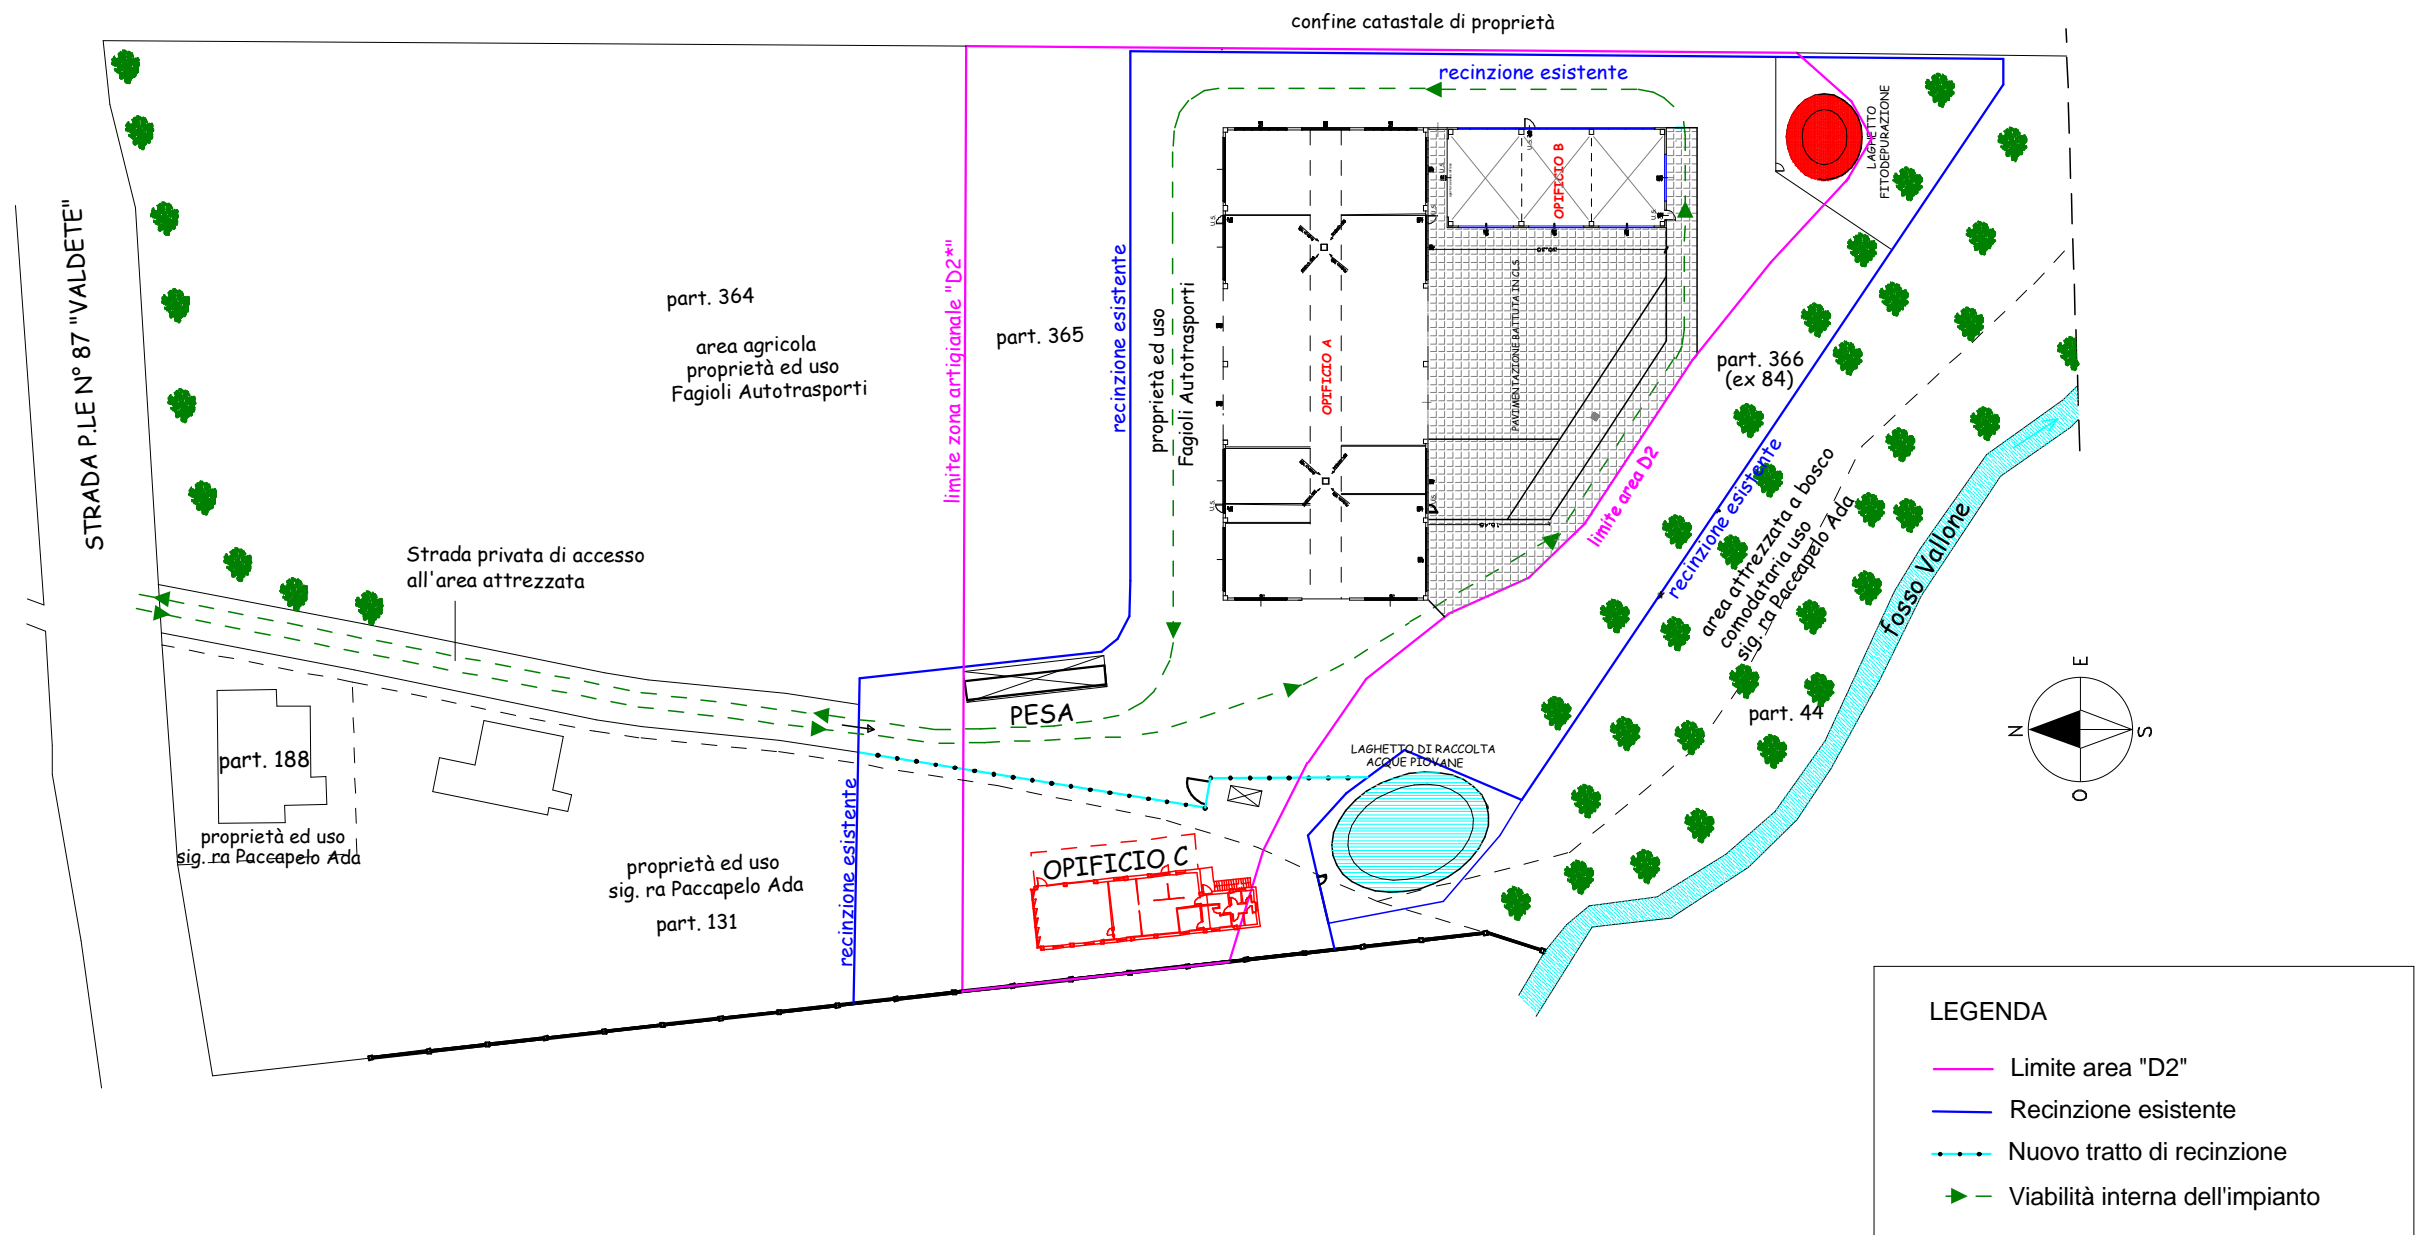 confine catastale di proprietà
recinzione esistente
LAGHETTO
FITODEPURAZIONE
STRADA P.LE N° 87 "VALDETE"
part. 364
area agricola
proprietà ed uso
Fagioli Autotrasporti
limite zona artigianale "D2*"
part. 365
recinzione esistente
proprietà ed uso
Fagioli Autotrasporti
OPIFICIO A
OPIFICIO B
U.S.
U.S.
U.S.
U.S.
U.S.
U.S.
U.S.
PAVIMENTAZIONE BATTUTA IN CLS
limite area D2
part. 366
(ex 84)
recinzione esistente
area attrezzata a bosco
comodataria uso
sig. ra Paccapelo Ada
fosso Vallone
part. 44
Strada privata di accesso
all'area attrezzata
PESA
LAGHETTO DI RACCOLTA
ACQUE PIOVANE
part. 188
proprietà ed uso
sig. ra Paccapelo Ada
proprietà ed uso
sig. ra Paccapelo Ada
part. 131
recinzione esistente
OPIFICIO C
E
N
S
O
LEGENDA
Limite area "D2"
Recinzione esistente
Nuovo tratto di recinzione
Viabilità interna dell'impianto